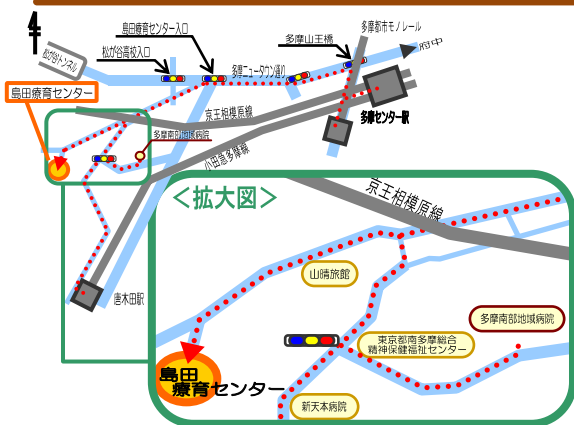 島田療育センター入口
多摩都市モノレール
多摩山王橋
松が谷高校入口
府中
松が谷トンネル
多摩ニュータウン通り
島田療育センター
京王相模原線
多摩センター駅
多摩南部地域病院
小田急多摩線
＜拡大図＞
京王相模原線
山晴旅館
唐木田駅
多摩南部地域病院
東京都南多摩総合
精神保健福祉センター
島田
療育センター
新天本病院